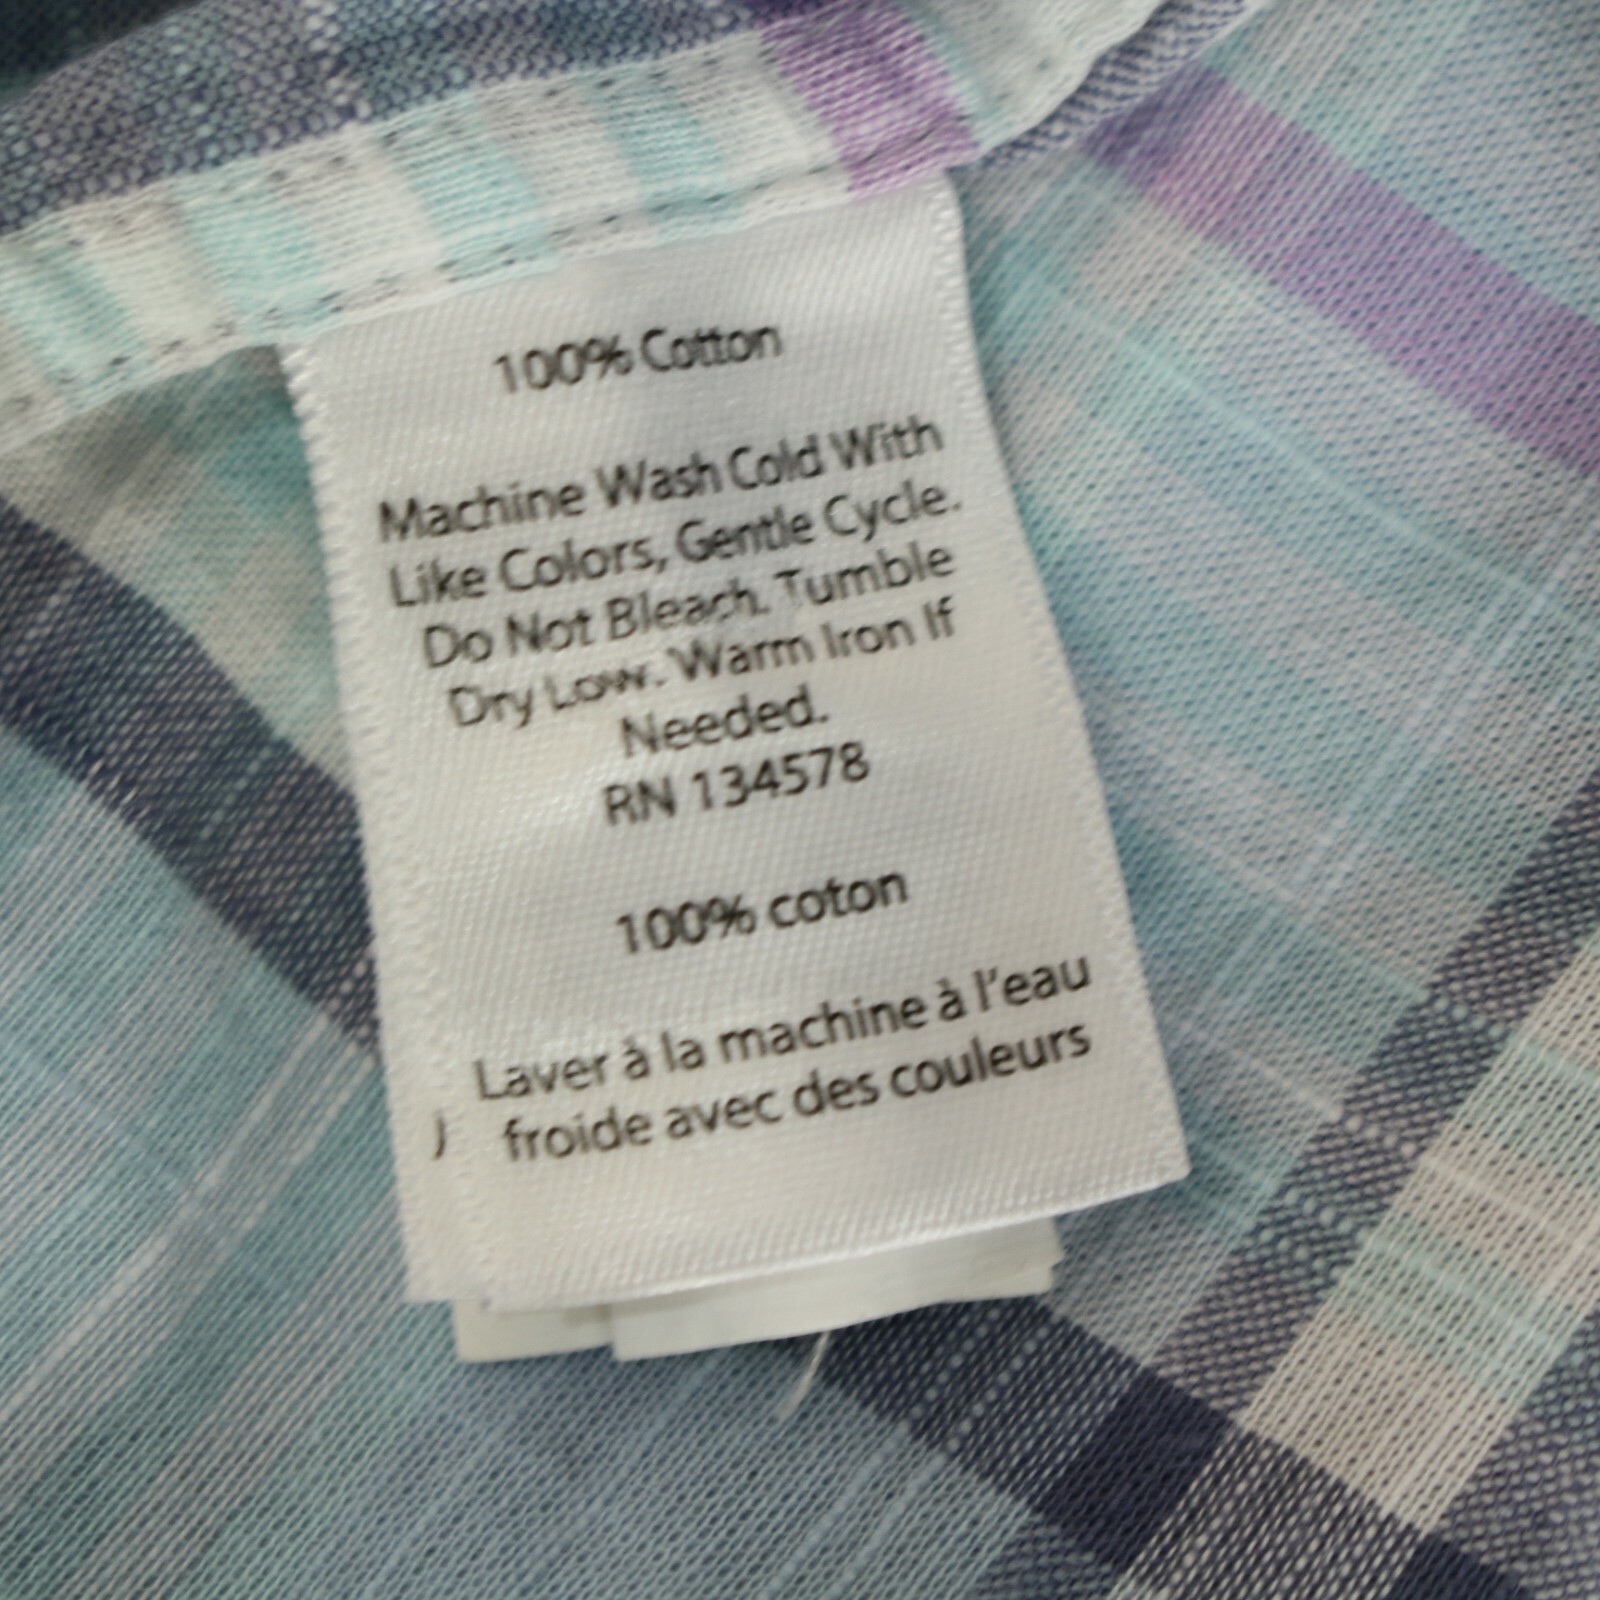 100% Cotton
Machine Wash Cold With
Like Colors, Gentle Cycle.
Do Not Bleach. Tumble
Dry Low. Warm Iron If
Needed.
RN 134578
100% coton
Laver à la machine à l'eau
froide avec des couleurs